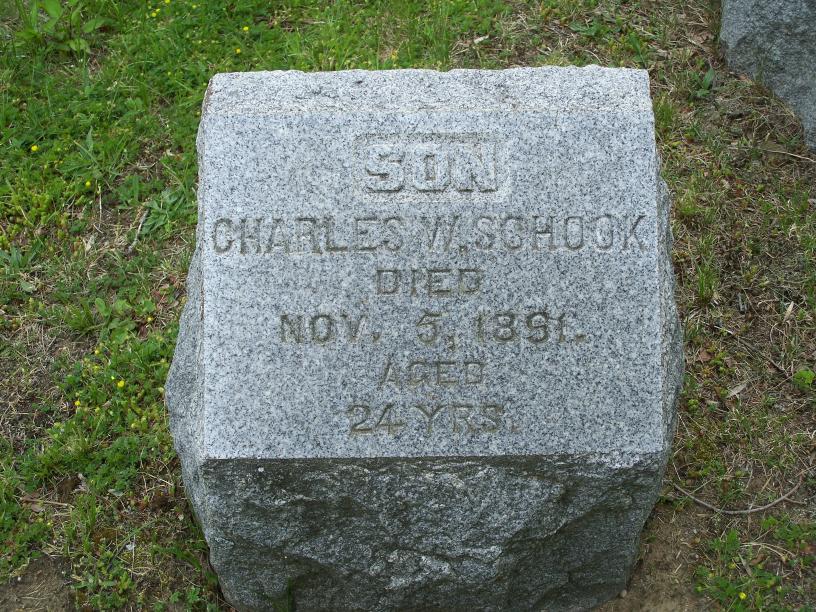 SON
CHARLES W. SCHOOK
DIED
NOV. 5, 1891.
AGED
24 YRS.